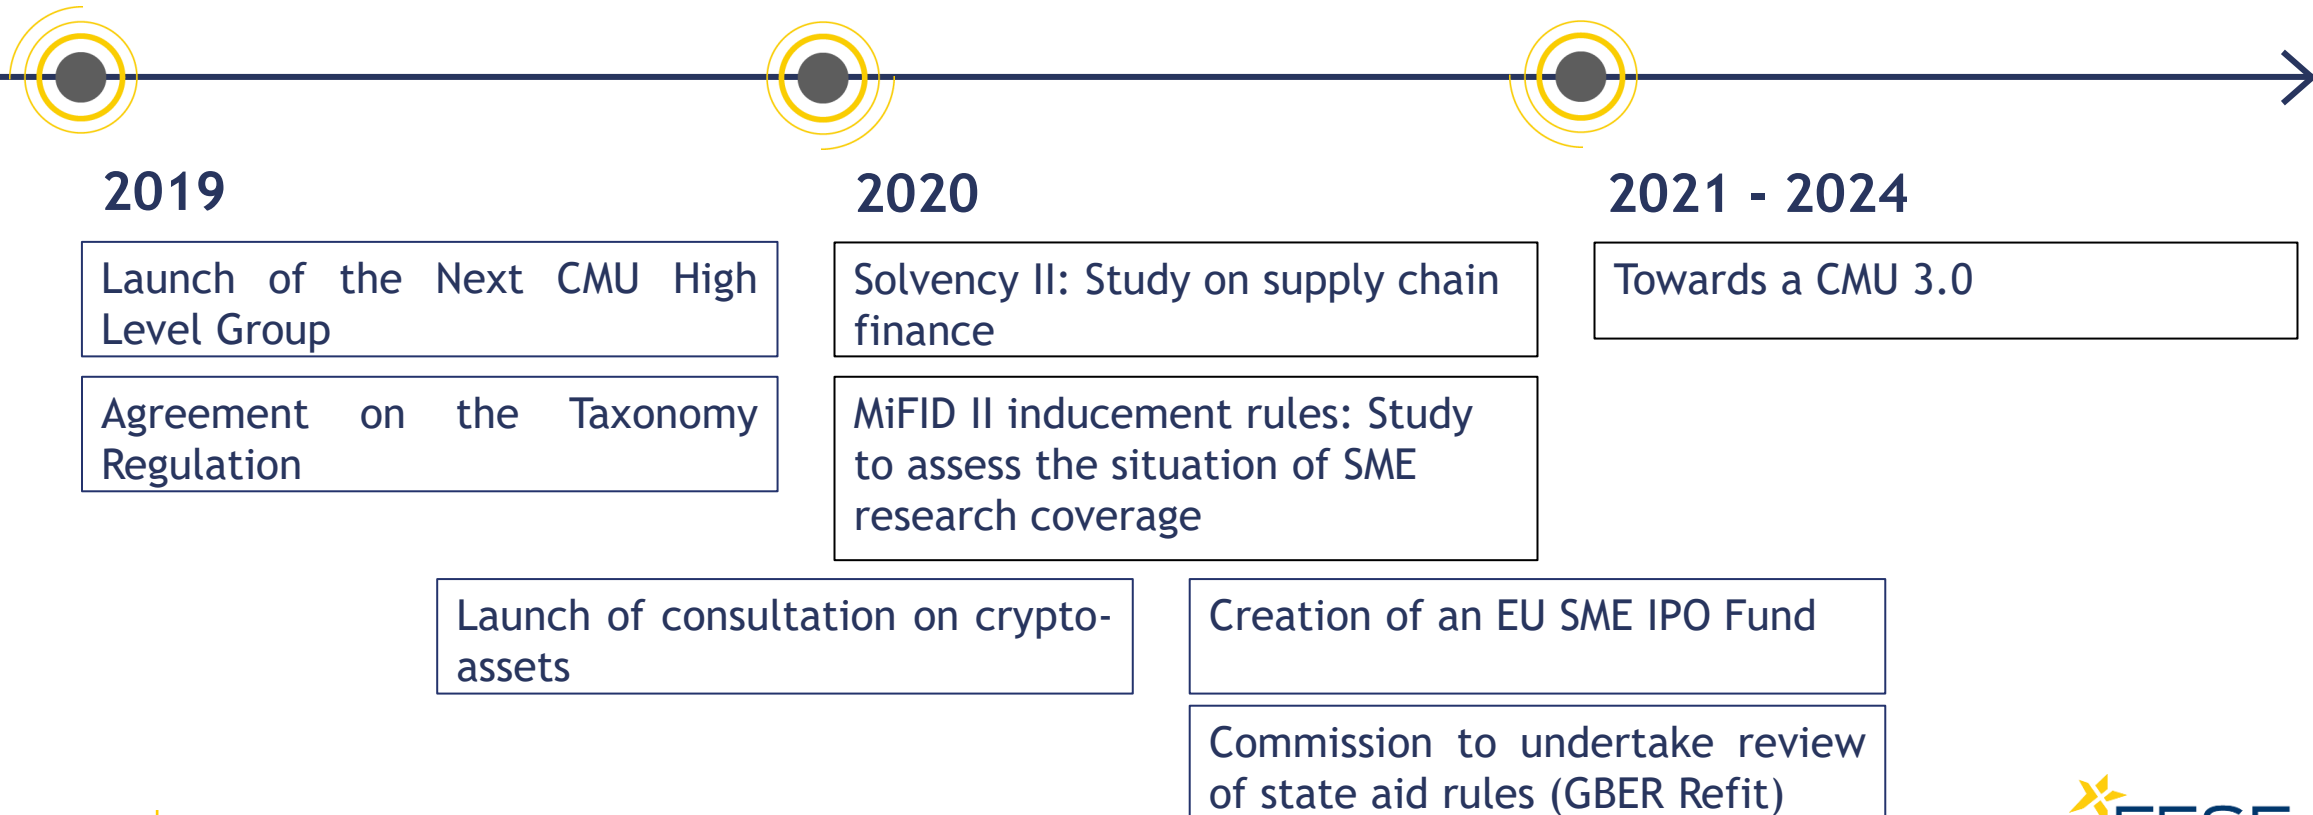 2019
2020
2021 - 2024
Launch of the Next CMU High
Level Group
Solvency II: Study on supply chain
finance
Towards a CMU 3.0
Agreement on the Taxonomy
Regulation
MiFID II inducement rules: Study
to assess the situation of SME
research coverage
Launch of consultation on crypto-
assets
Creation of an EU SME IPO Fund
Commission to undertake review
of state aid rules (GBER Refit)